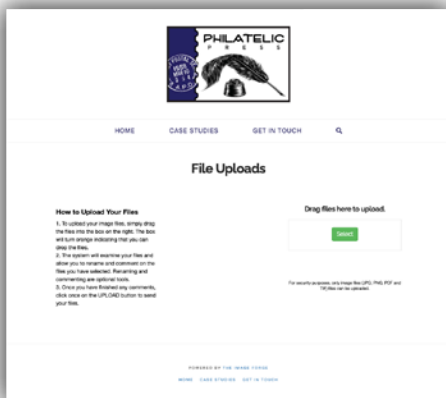 PHILATELIC
PRESS
HOME CASE STUDIES GET IN TOUCH
File Uploads
How to Upload Your Files
1. To upload your image files, simply drag
the files into the box on the right. The box
will turn orange indicating that you can
drop the files.
2. The system will examine your files and
allow you to rename and comment on the
files you have selected. Renaming and
commenting are optional tools.
3. Once you have finished any comments,
click once on the UPLOAD button to send
your files.
Drag files here to upload.
Select
For security purposes, only image files (JPG, PNG, PDF and
TIF) files can be uploaded.
POWERED BY THE IMAGE FORGE
HOME CASE STUDIES GET IN TOUCH